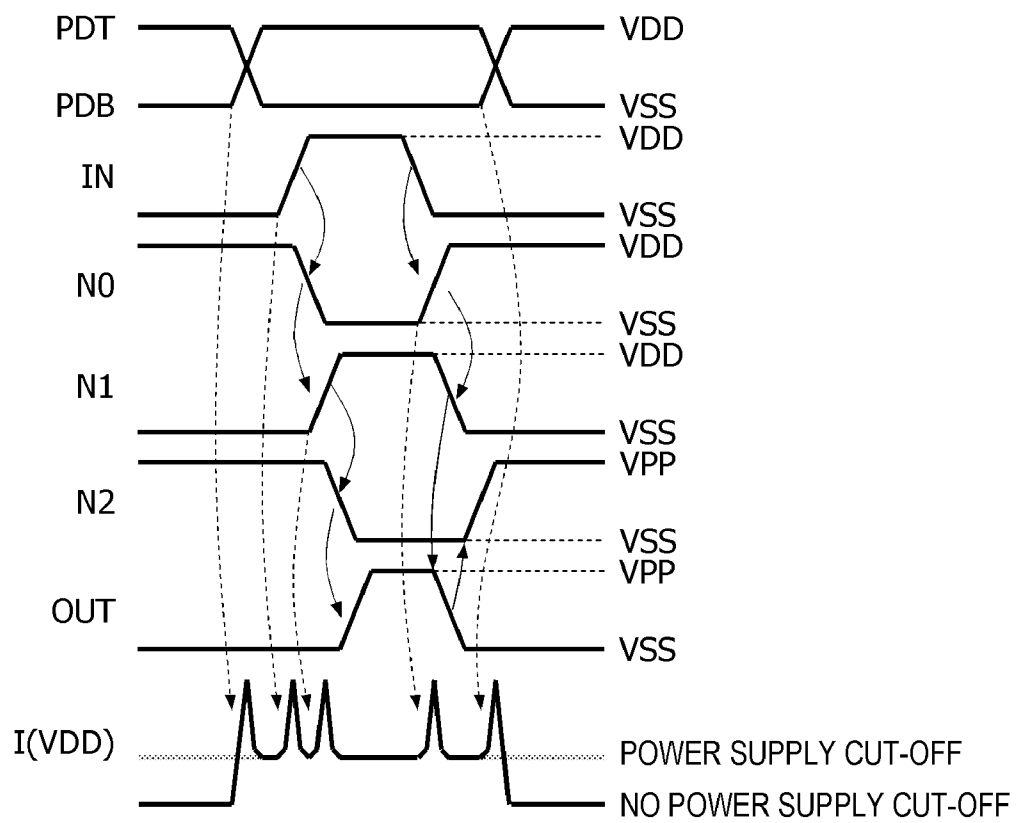 PDT VDD
PDB VSS
VDD
IN
VSS
VDD
N0
VSS
VDD
N1
VSS
VPP
N2
VSS
VPP
OUT
VSS
I(VDD) POWER SUPPLY CUT-OFF
NO POWER SUPPLY CUT-OFF